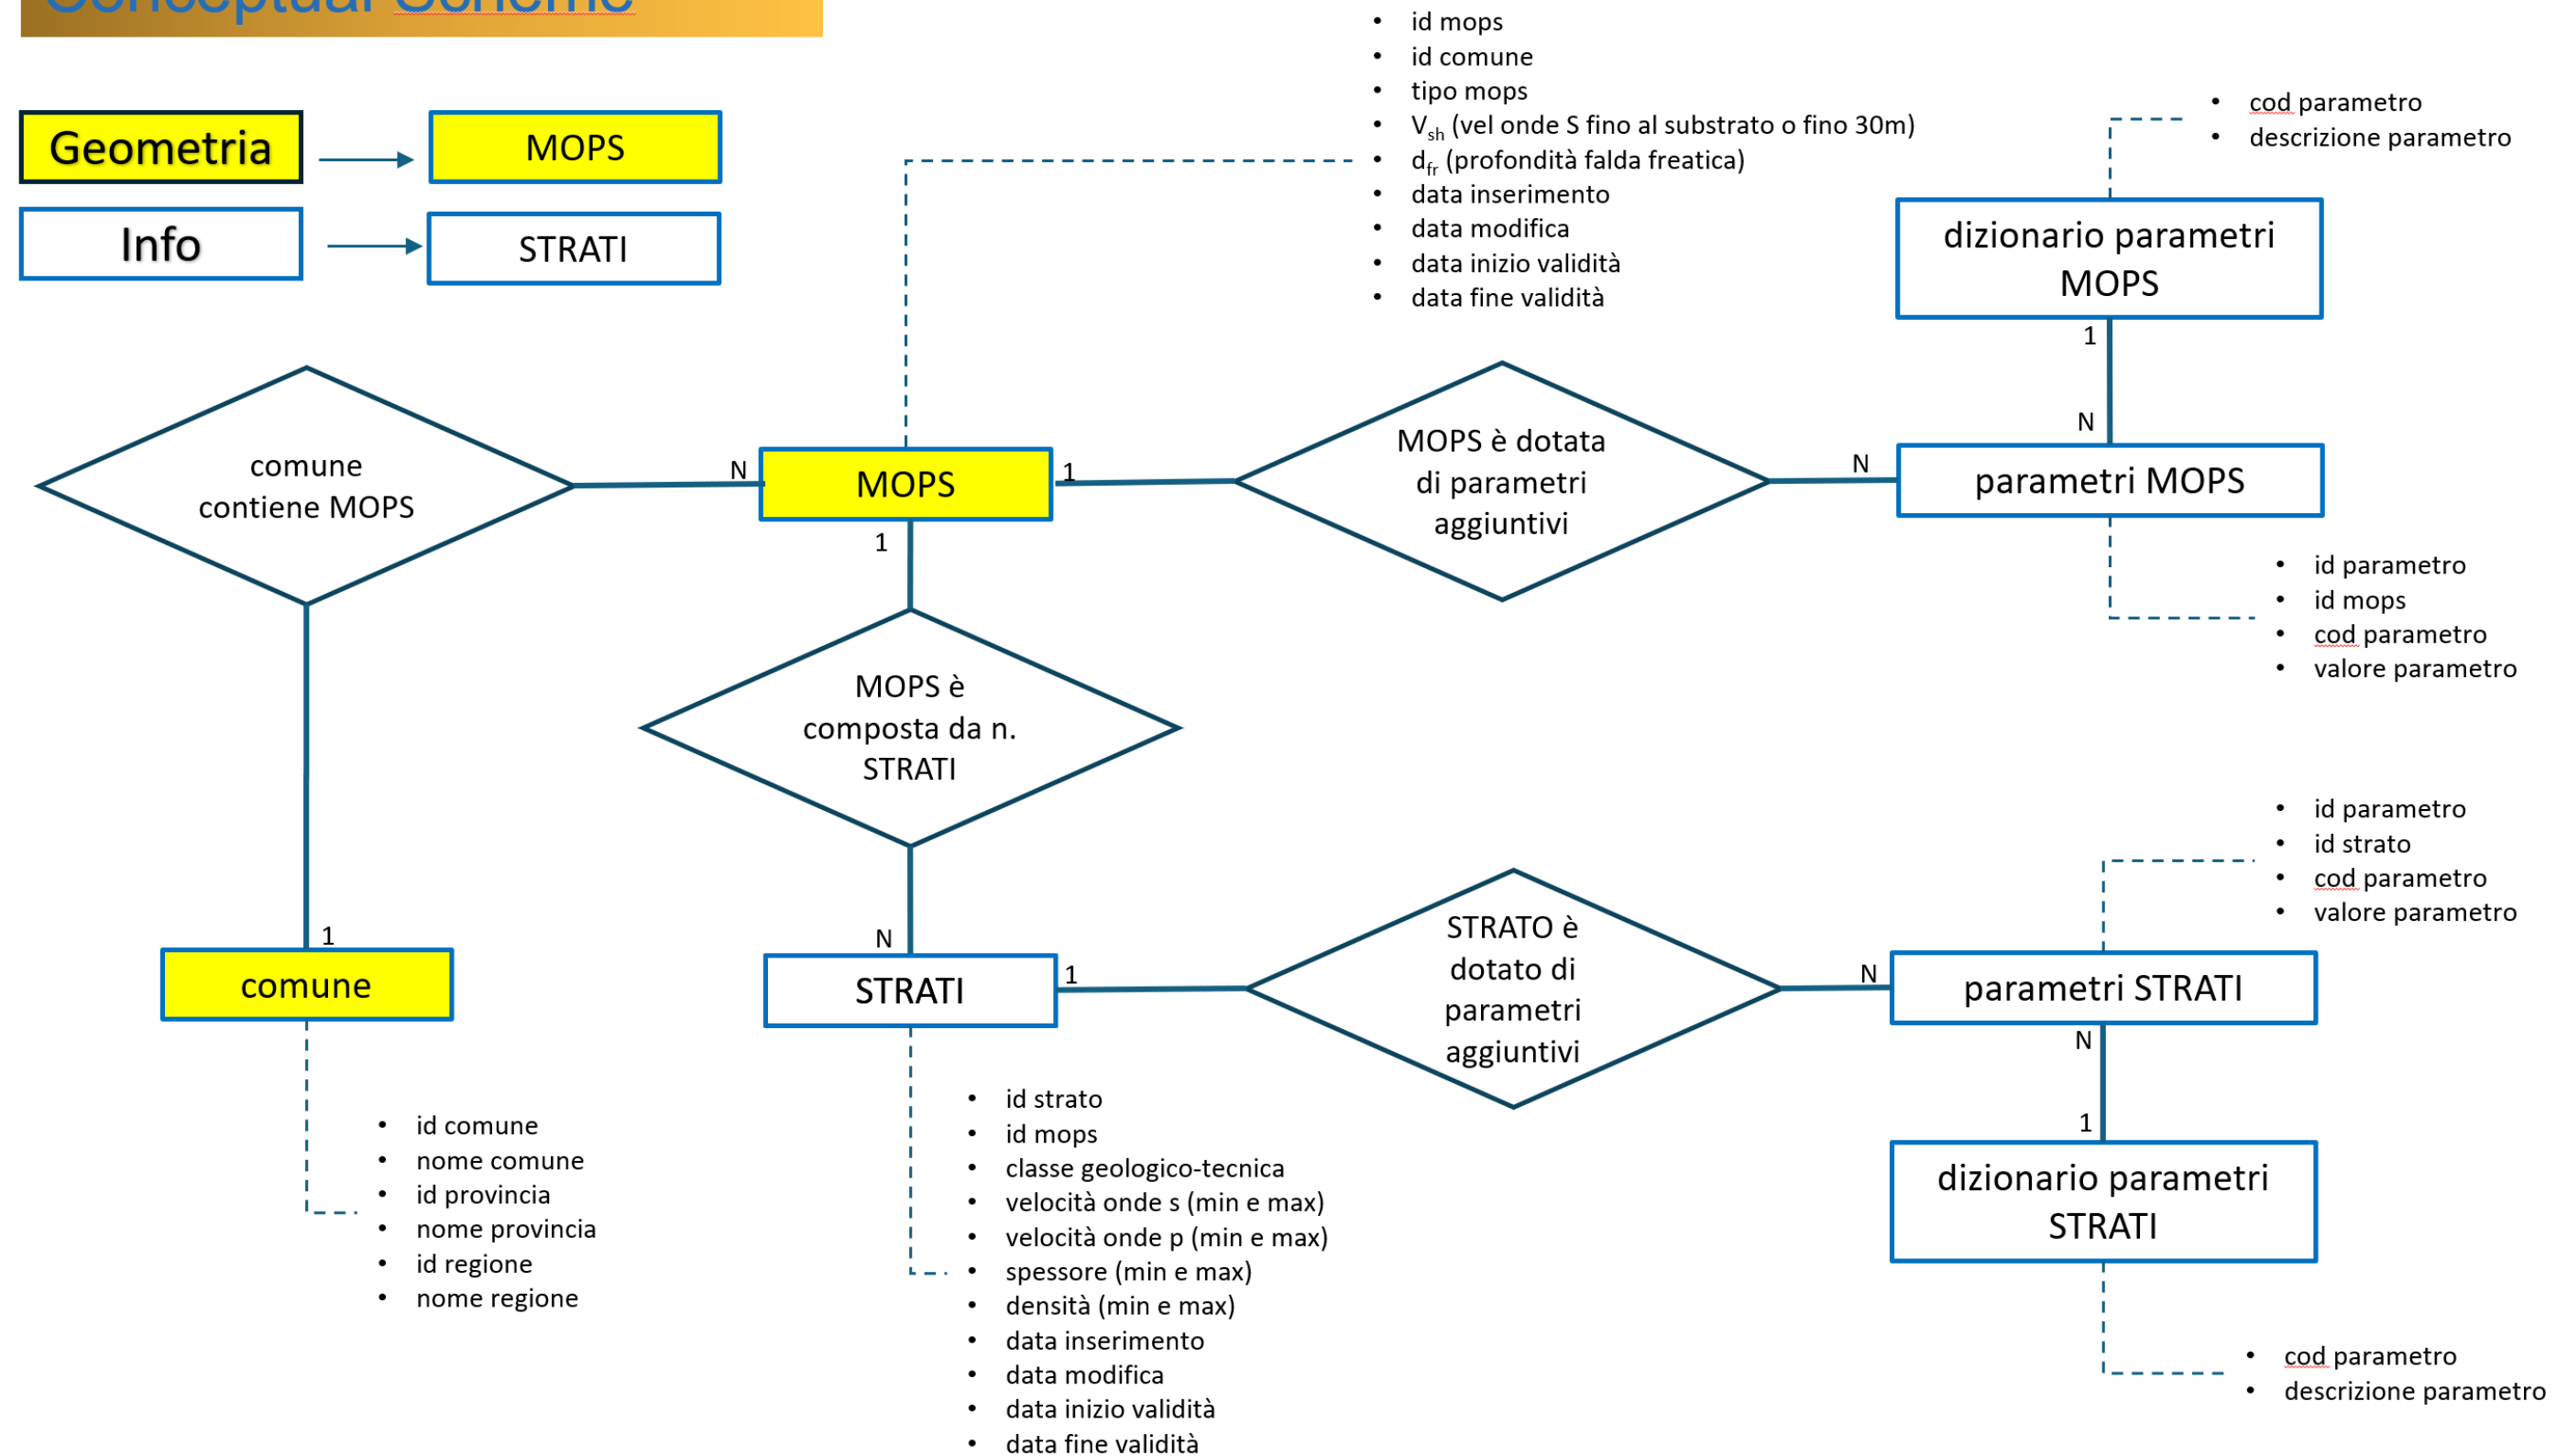 Conceptual Scheme
Geometria
MOPS
Info
STRATI
• id mops
• id comune
• tipo mops
• Vsh (vel onde S fino al substrato o fino 30m)
• dfr (profondità falda freatica)
• data inserimento
• data modifica
• data inizio validità
• data fine validità
• cod parametro
• descrizione parametro
dizionario parametri
MOPS
1
N
comune
contiene MOPS
N
MOPS
1
1
MOPS è dotata
di parametri
aggiuntivi
N
parametri MOPS
• id parametro
• id mops
• cod parametro
• valore parametro
MOPS è
composta da n.
STRATI
N
1
comune
• id comune
• nome comune
• id provincia
• nome provincia
• id regione
• nome regione
STRATI
1
• id strato
• id mops
• classe geologico-tecnica
• velocità onde s (min e max)
• velocità onde p (min e max)
• spessore (min e max)
• densità (min e max)
• data inserimento
• data modifica
• data inizio validità
• data fine validità
STRATO è
dotato di
parametri
aggiuntivi
N
• id parametro
• id strato
• cod parametro
• valore parametro
parametri STRATI
N
1
dizionario parametri
STRATI
• cod parametro
• descrizione parametro